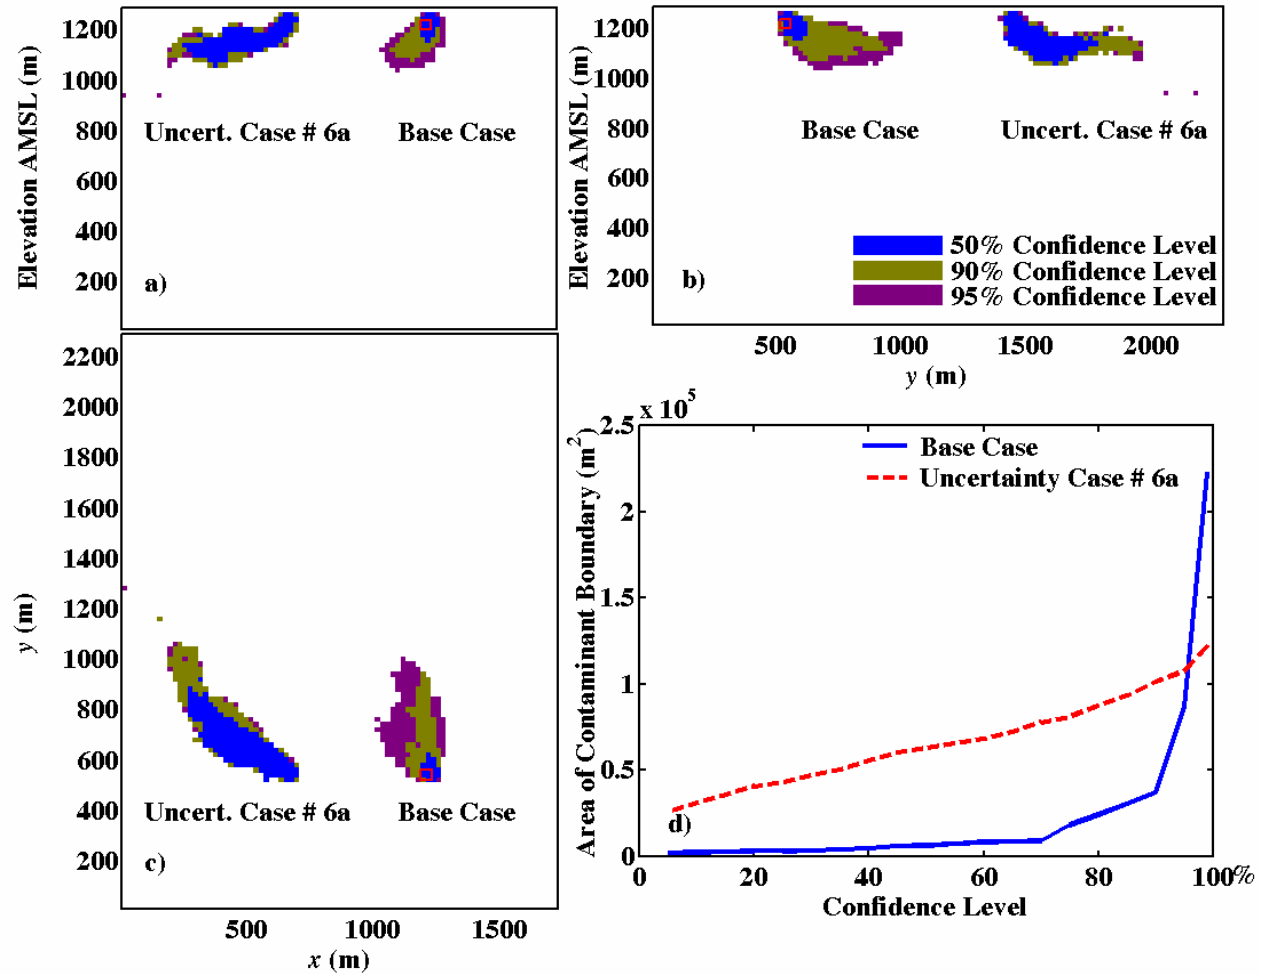 1200
1000
800
600
400
200
Elevation AMSL (m)
Uncert. Case # 6a
Base Case
a)
1200
1000
800
600
400
200
Elevation AMSL (m)
Base Case
Uncert. Case # 6a
50% Confidence Level
90% Confidence Level
95% Confidence Level
b)
500
1000
1500
2000
y (m)
2200
2000
1800
1600
1400
1200
1000
800
600
400
200
y (m)
Uncert. Case # 6a
Base Case
c)
500
1000
1500
x (m)
x 10⁵
2.5
2
1.5
1
0.5
0
Area of Contaminant Boundary (m²)
Base Case
Uncertainty Case # 6a
d)
0
20
40
60
80
100%
Confidence Level